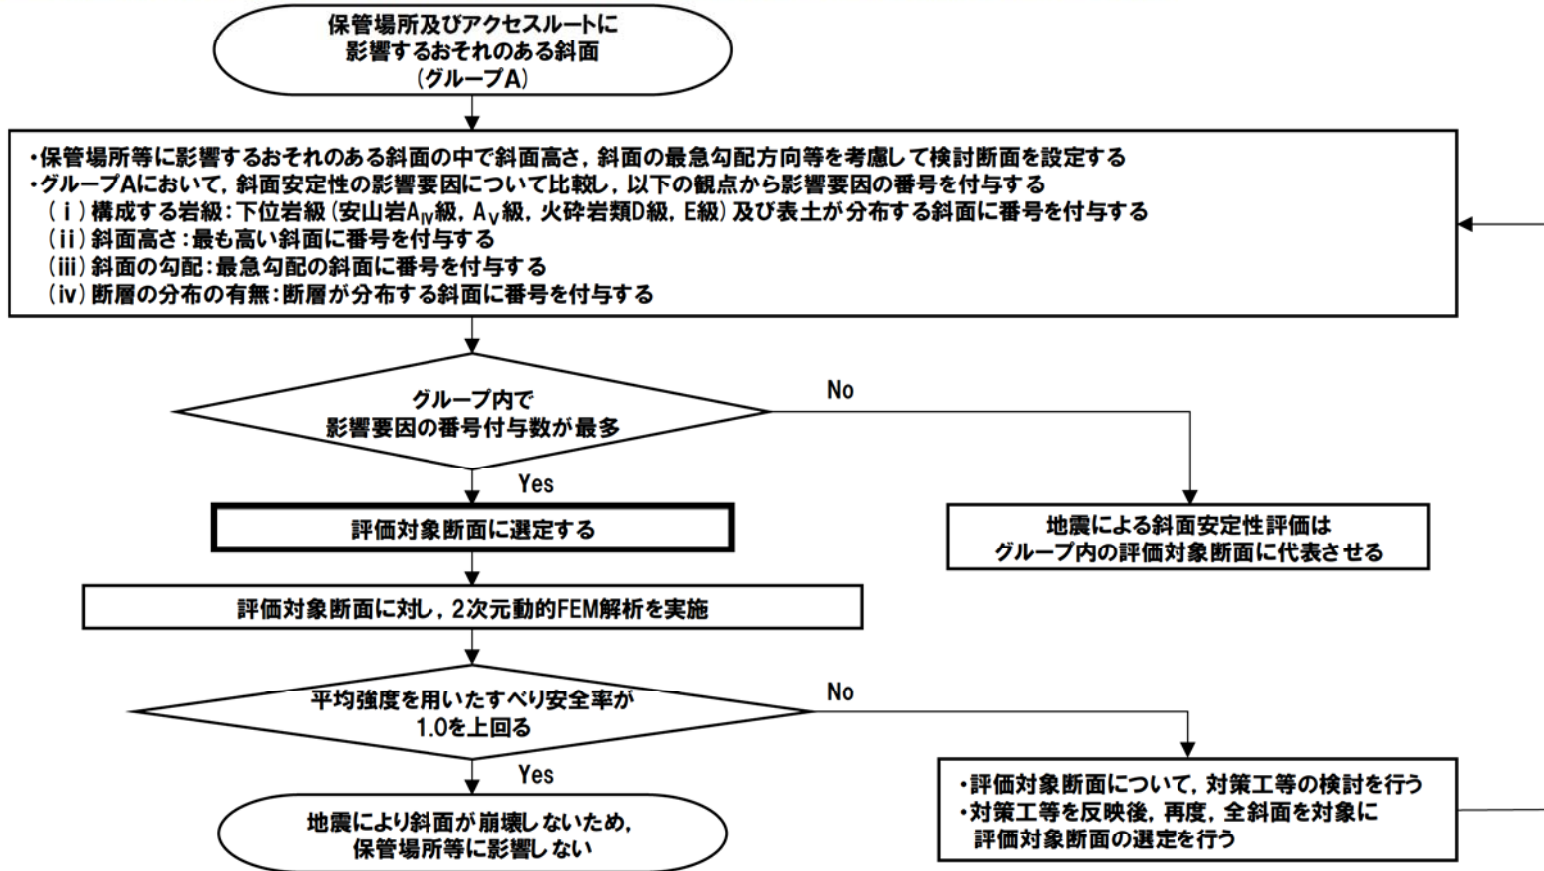 保管場所及びアクセスルートに
影響するおそれのある斜面
(グループA)
・保管場所等に影響するおそれのある斜面の中で斜面高さ,斜面の最急勾配方向等を考慮して検討断面を設定する
・グループAにおいて,斜面安定性の影響要因について比較し,以下の観点から影響要因の番号を付与する
(ⅰ)構成する岩級:下位岩級(安山岩AⅣ級,AⅤ級,火砕岩類D級,E級)及び表土が分布する斜面に番号を付与する
(ⅱ)斜面高さ:最も高い斜面に番号を付与する
(ⅲ)斜面の勾配:最急勾配の斜面に番号を付与する
(ⅳ)断層の分布の有無:断層が分布する斜面に番号を付与する
グループ内で
影響要因の番号付与数が最多
No
Yes
評価対象断面に選定する
地震による斜面安定性評価は
グループ内の評価対象断面に代表させる
評価対象断面に対し,2次元動的FEM解析を実施
平均強度を用いたすべり安全率が
1.0を上回る
No
Yes
・評価対象断面について,対策工等の検討を行う
・対策工等を反映後,再度,全斜面を対象に
評価対象断面の選定を行う
地震により斜面が崩壊しないため,
保管場所等に影響しない